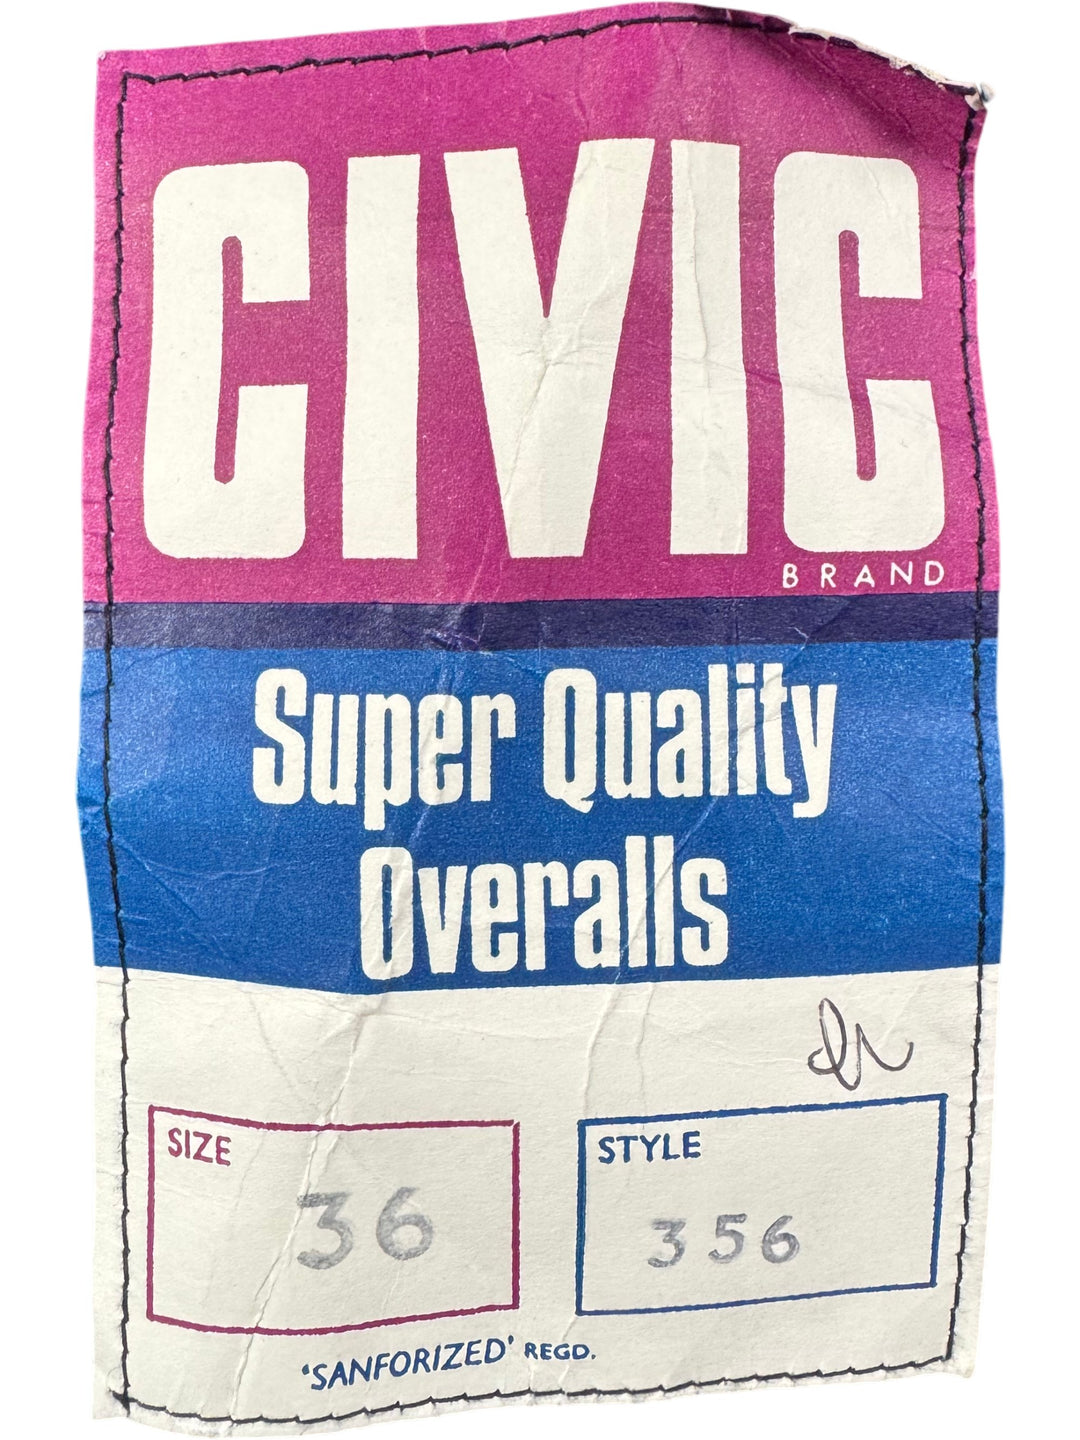 CIVIC
BRAND
Super Quality
Overalls
SIZE
36
STYLE
356
'SANFORIZED' REGD.